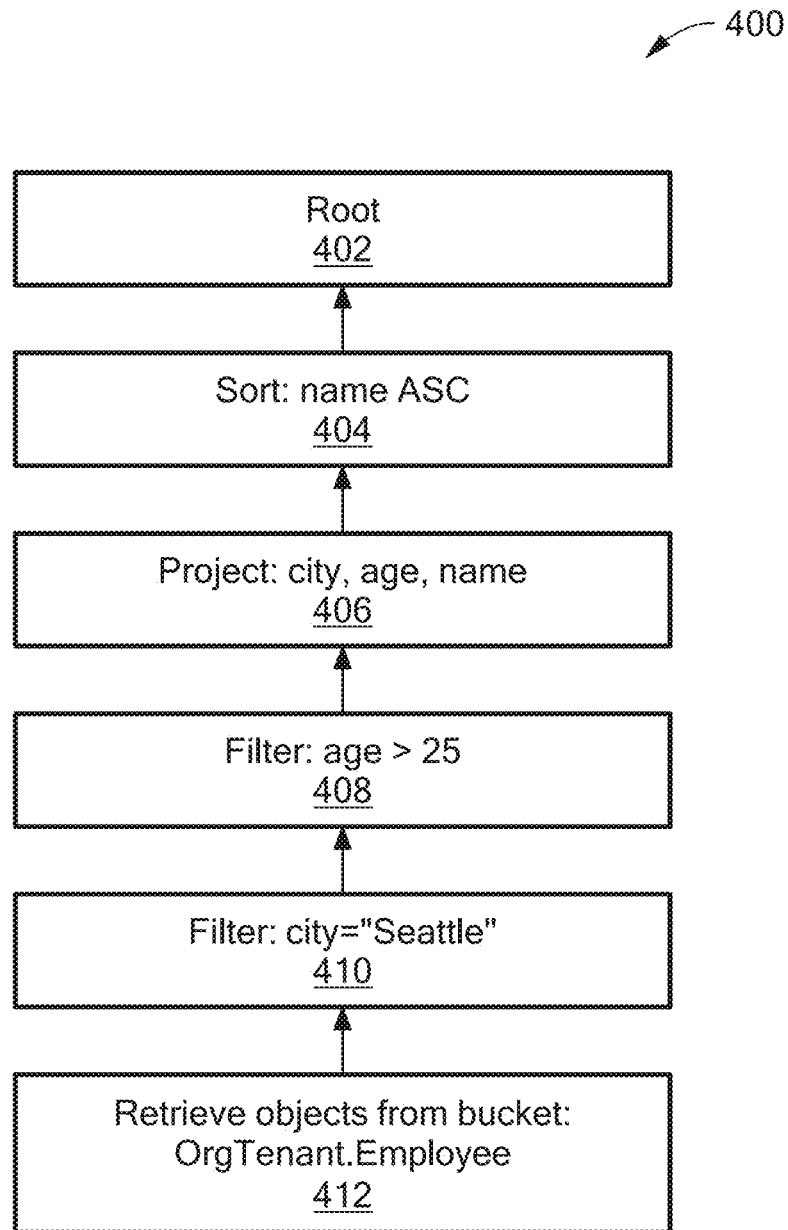 400
Root
402
Sort: name ASC
404
Project: city, age, name
406
Filter: age > 25
408
Filter: city="Seattle"
410
Retrieve objects from bucket:
OrgTenant.Employee
412